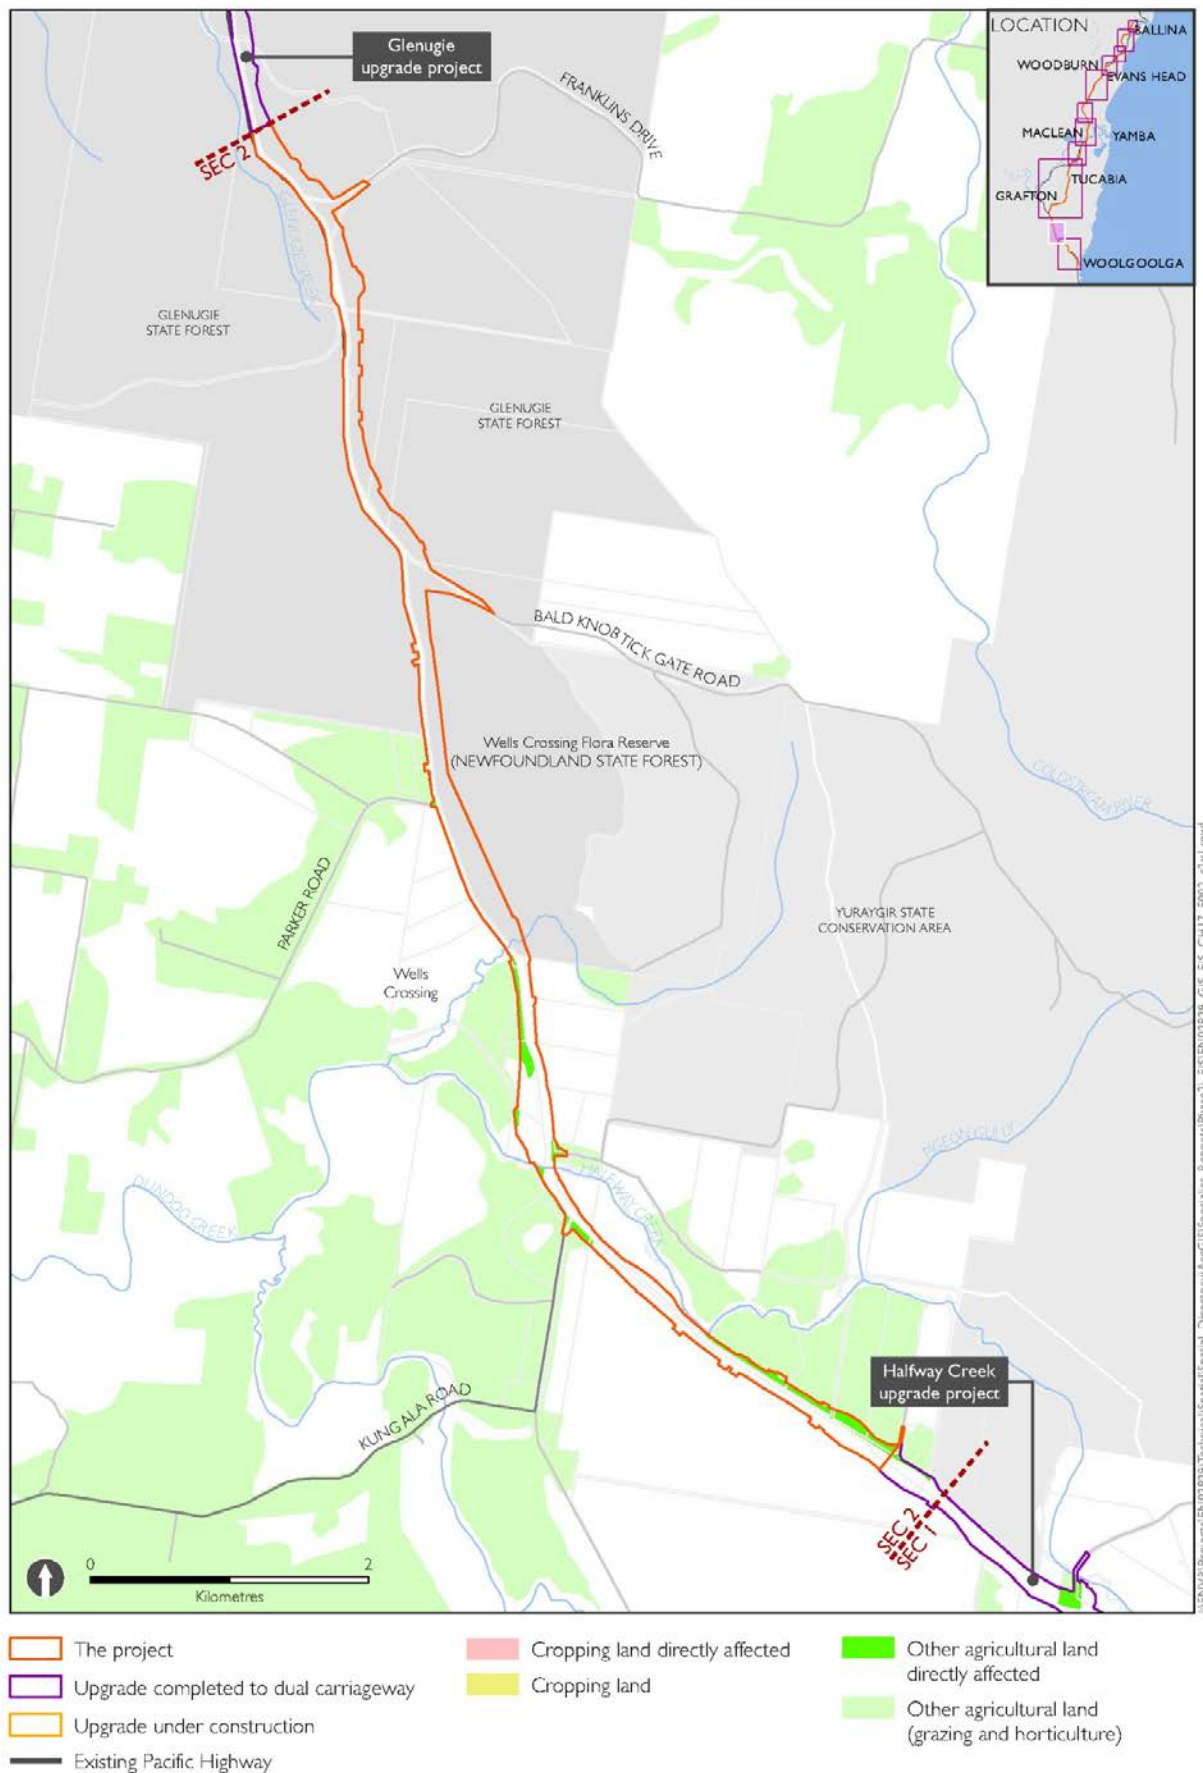 LOCATION
BALLINA
WOODBURN
EVANS HEAD
MACLEAN
YAMBA
TUCABIA
GRAFTON
WOOLGOOLGA
Glenugie
upgrade project
FRANKLINS DRIVE
SEC 2
GLENUGIE
STATE FOREST
GLENUGIE
STATE FOREST
BALD KNOB TICK GATE ROAD
Wells Crossing Flora Reserve
(NEWFOUNDLAND STATE FOREST)
COLDSTREAM RIVER
PARKER ROAD
YURAYGIR STATE
CONSERVATION AREA
Wells
Crossing
PIGEON GULLY
HALFWAY CREEK
DUNDOO CREEK
Halfway Creek
upgrade project
KUNGALA ROAD
SEC 2
SEC 1
0
2
Kilometres
The project
Upgrade completed to dual carriageway
Upgrade under construction
Existing Pacific Highway
Cropping land directly affected
Cropping land
Other agricultural land
directly affected
Other agricultural land
(grazing and horticulture)